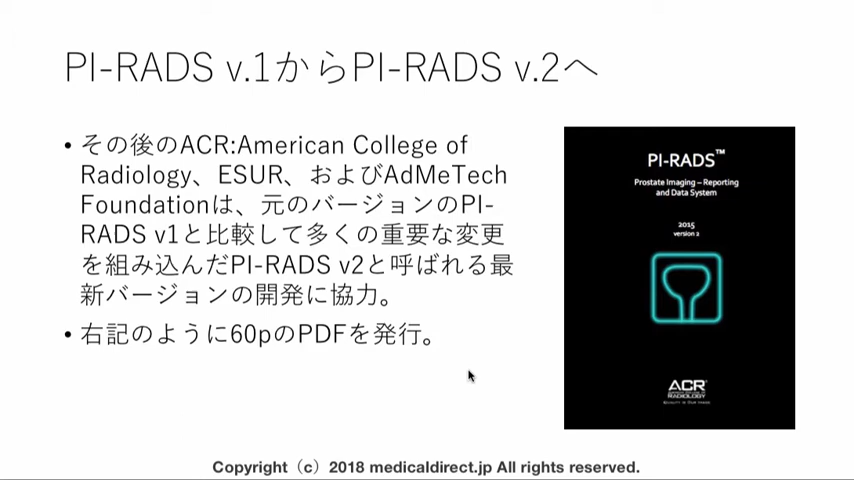 PI-RADS v.1からPI-RADS v.2へ
• その後のACR:American College of
Radiology、ESUR、およびAdMeTech
Foundationは、元のバージョンのPI-
RADS v1と比較して多くの重要な変更
を組み込んだPI-RADS v2と呼ばれる最
新バージョンの開発に協力。
• 右記のように60pのPDFを発行。
PI-RADS™
Prostate Imaging – Reporting
and Data System
2015
version 2
ACR
RADIOLOGY
Copyright（c）2018 medicaldirect.jp All rights reserved.